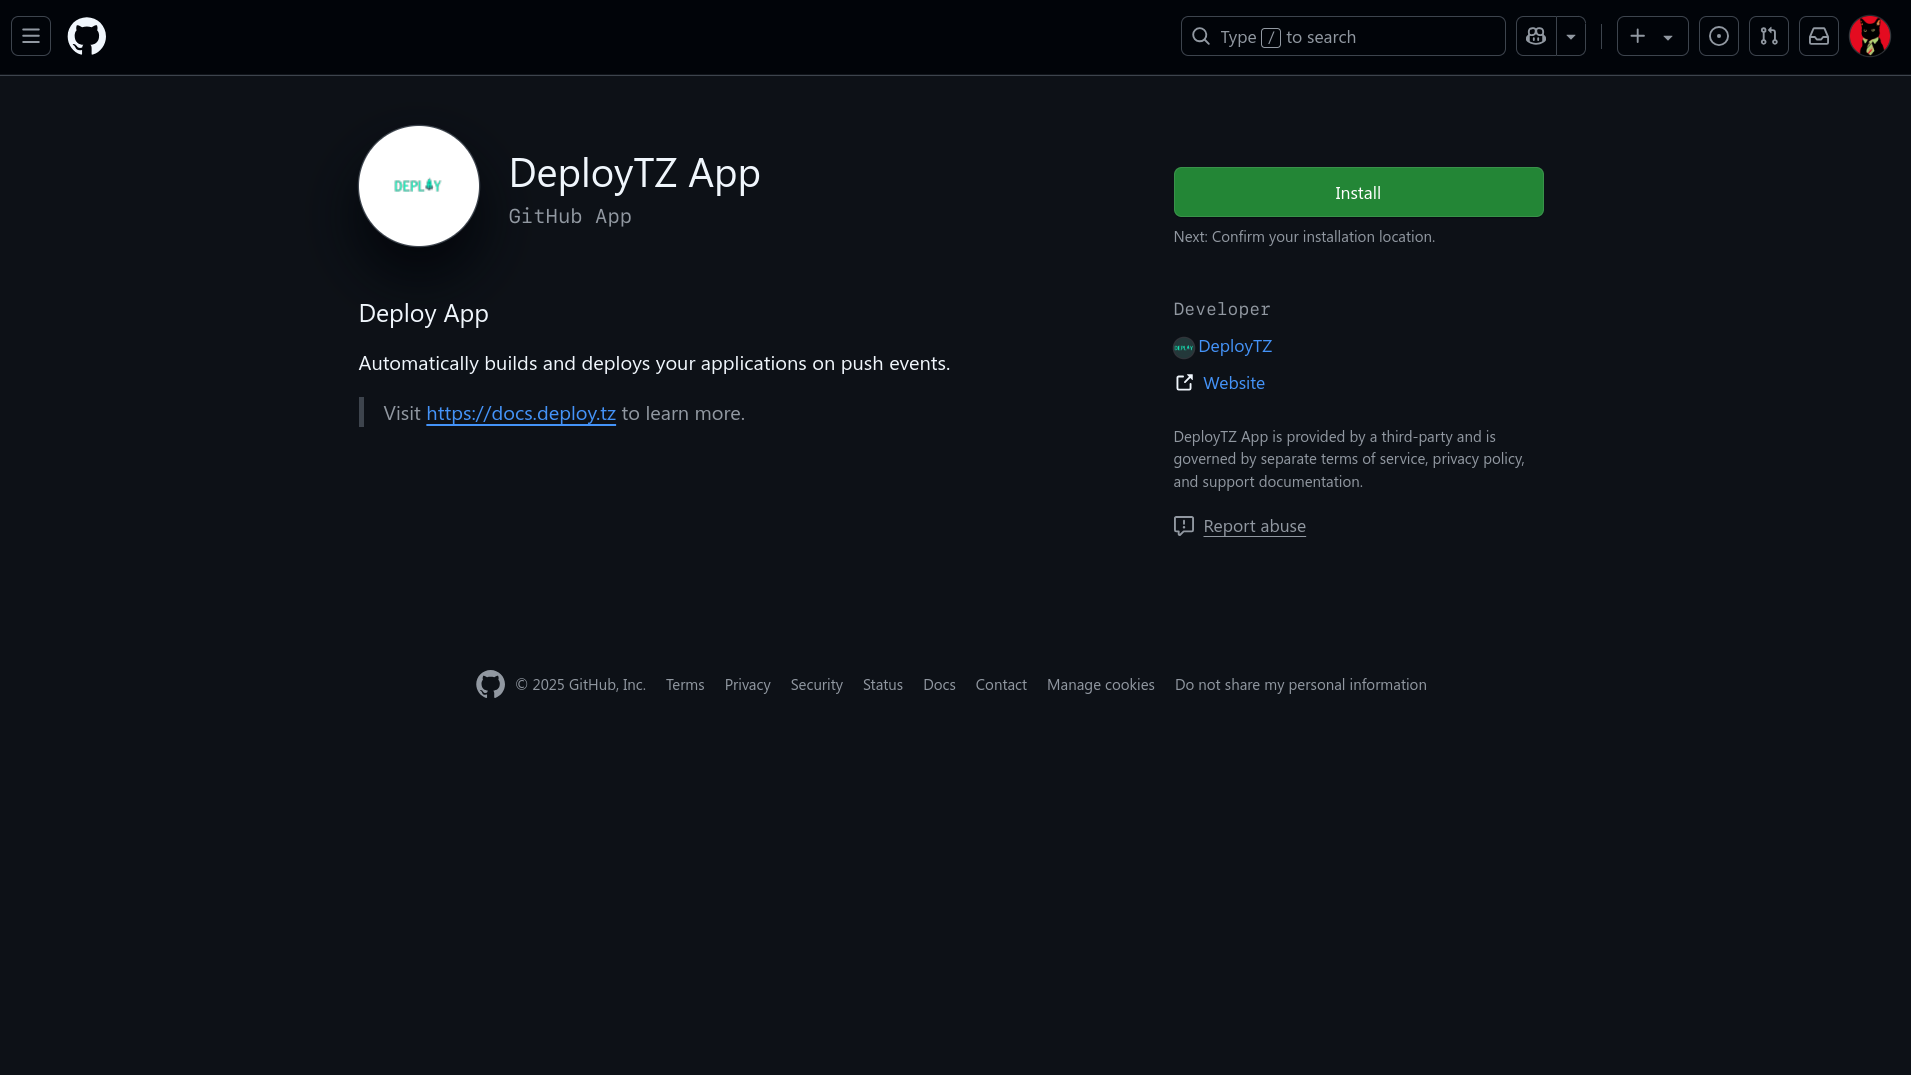 Type / to search
DEPLOY
DeployTZ App
GitHub App
Install
Next: Confirm your installation location.
Deploy App
Automatically builds and deploys your applications on push events.
Visit https://docs.deploy.tz to learn more.
Developer
DEPLOY
DeployTZ
Website
DeployTZ App is provided by a third-party and is
governed by separate terms of service, privacy policy,
and support documentation.
Report abuse
© 2025 GitHub, Inc. Terms Privacy Security Status Docs Contact Manage cookies Do not share my personal information